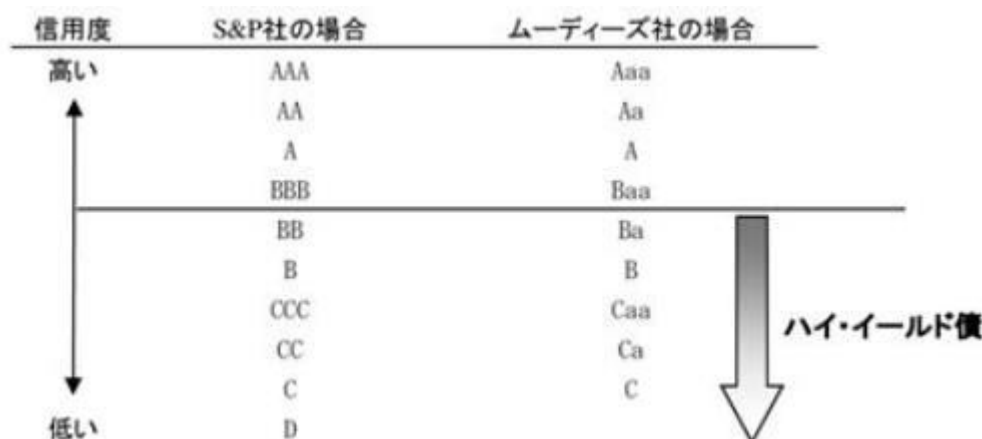 信用度 S&P社の場合 ムーディーズ社の場合
高い AAA Aaa
AA Aa
A A
BBB Baa
BB Ba
B B
CCC Caa
ハイ・イールド債
CC Ca
C C
低い D